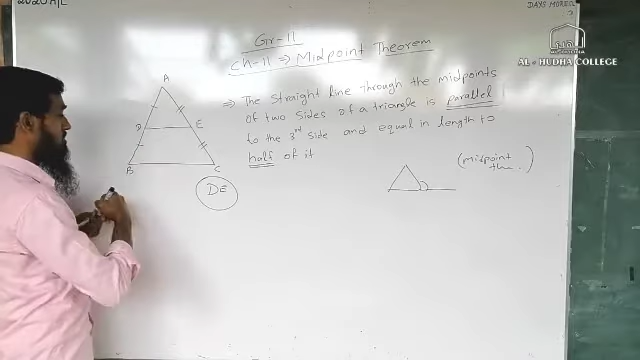 2020 A/L
DAYS MORE
Gr-11
Ch-11 => Midpoint Theorem
AL - HUDHA COLLEGE
A
D
E
B
C
=> The straight line through the midpoints
of two sides of a triangle is parallel
to the 3rd side and equal in length to
half of it
DE
(midpoint
thm..)